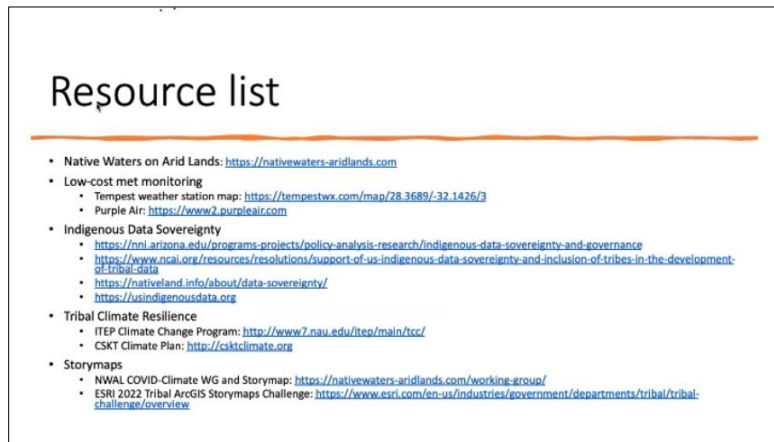 Resource list
• Native Waters on Arid Lands: https://nativewaters-aridlands.com
• Low-cost met monitoring
• Tempest weather station map: https://tempestwx.com/map/28.3689/-32.1426/3
• Purple Air: https://www2.purpleair.com
• Indigenous Data Sovereignty
• https://nni.arizona.edu/programs-projects/policy-analysis-research/indigenous-data-sovereignty-and-governance
• https://www.ncai.org/resources/resolutions/support-of-us-indigenous-data-sovereignty-and-inclusion-of-tribes-in-the-development-
of-tribal-data
• https://nativeland.info/about/data-sovereignty/
• https://usindigenousdata.org
• Tribal Climate Resilience
• ITEP Climate Change Program: http://www7.nau.edu/itep/main/tcc/
• CSKT Climate Plan: http://csktclimate.org
• Storymaps
• NWAL COVID-Climate WG and Storymap: https://nativewaters-aridlands.com/working-group/
• ESRI 2022 Tribal ArcGIS Storymaps Challenge: https://www.esri.com/en-us/industries/government/departments/tribal/tribal-
challenge/overview